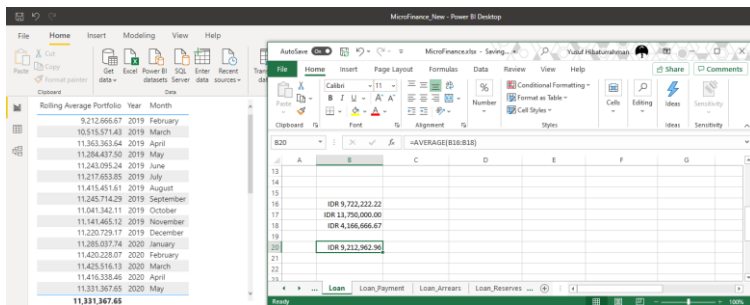 MicroFinance_New - Power BI Desktop
File Home Insert Modeling View Help
Paste
Cut
Copy
Format painter
Get data
Excel
Power BI datasets
SQL Server
Enter data
Recent sources
Clipboard
Data
Rolling Average Portfolio Year Month
9,212,666.67 2019 February
10,515,571.43 2019 March
11,363,363.64 2019 April
11,284,437.50 2019 May
11,243,095.24 2019 June
11,217,653.85 2019 July
11,415,451.61 2019 August
11,245,714.29 2019 September
11,041,342.11 2019 October
11,141,465.12 2019 November
11,220,729.17 2019 December
11,285,037.74 2020 January
11,420,228.07 2020 February
11,425,516.13 2020 March
11,416,338.46 2020 April
11,331,367.65 2020 May
11,331,367.65
AutoSave On MicroFinance.xlsx - Saving... Yusuf Hibatunahman
File Home Insert Page Layout Formulas Data Review View Help Share Comments
Paste
Calibri 11
B I U
Number
Conditional Formatting
Format as Table
Cell Styles
Cells
Editing
Ideas
Sensitivity
Clipboard Font Alignment Styles Ideas Sensitivity
B20 fx =AVERAGE(B16:B18)
A B C D E F G
13
14
15
16 IDR 9,722,222.22
17 IDR 13,750,000.00
18 IDR 4,166,666.67
19
20 IDR 9,212,962.96
21
22
... Loan Loan_Payment Loan_Arrears Loan_Reserves ...
Ready 100%